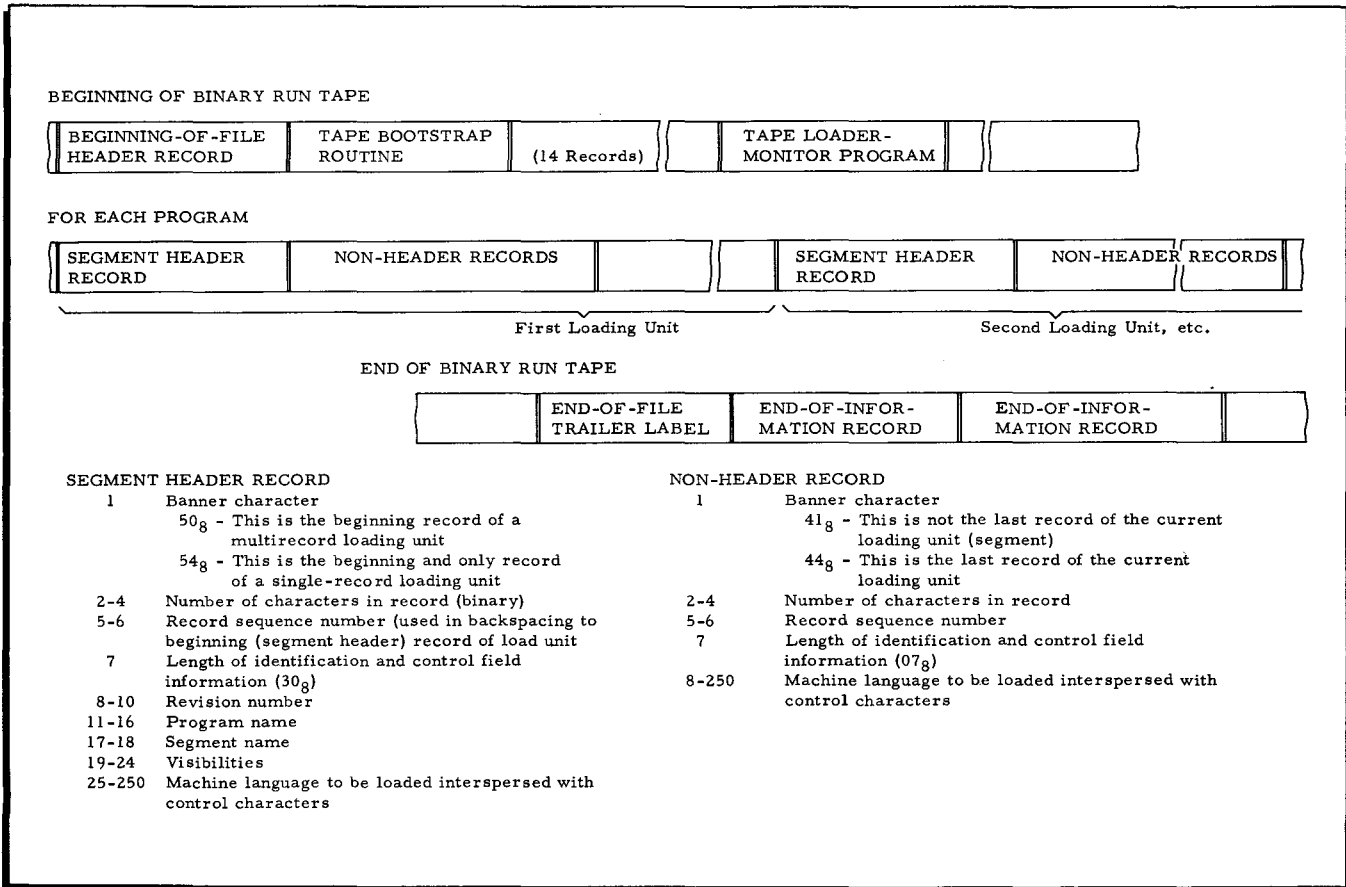 BEGINNING OF BINARY RUN TAPE
BEGINNING-OF-FILE HEADER RECORD
TAPE BOOTSTRAP ROUTINE
(14 Records)
TAPE LOADER-MONITOR PROGRAM
FOR EACH PROGRAM
SEGMENT HEADER RECORD
NON-HEADER RECORDS
SEGMENT HEADER RECORD
NON-HEADER RECORDS
First Loading Unit
Second Loading Unit, etc.
END OF BINARY RUN TAPE
END-OF-FILE TRAILER LABEL
END-OF-INFOR-MATION RECORD
END-OF-INFOR-MATION RECORD
SEGMENT HEADER RECORD
1 Banner character
50₈ - This is the beginning record of a
multirecord loading unit
54₈ - This is the beginning and only record
of a single-record loading unit
2-4 Number of characters in record (binary)
5-6 Record sequence number (used in backspacing to
beginning (segment header) record of load unit
7 Length of identification and control field
information (30₈)
8-10 Revision number
11-16 Program name
17-18 Segment name
19-24 Visibilities
25-250 Machine language to be loaded interspersed with
control characters
NON-HEADER RECORD
1 Banner character
41₈ - This is not the last record of the current
loading unit (segment)
44₈ - This is the last record of the current
loading unit
2-4 Number of characters in record
5-6 Record sequence number
7 Length of identification and control field
information (07₈)
8-250 Machine language to be loaded interspersed with
control characters